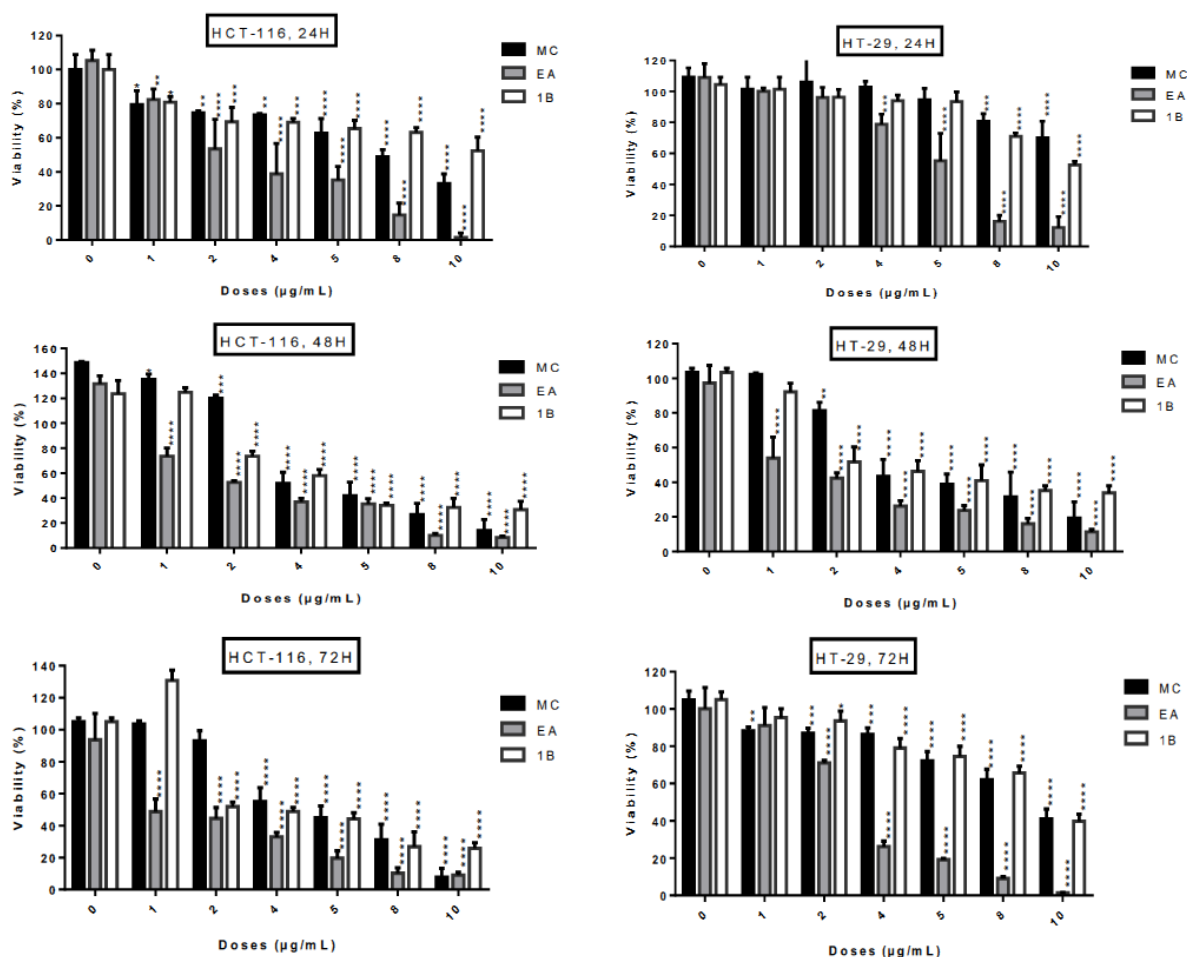 HCT-116, 24H
MC
EA
1B
Viability (%)
120
100
80
60
40
20
0
0 1 2 4 5 8 10
Doses (µg/mL)
HT-29, 24H
MC
EA
1B
Viability (%)
120
100
80
60
40
20
0
0 1 2 4 5 8 10
Doses (µg/mL)
HCT-116, 48H
MC
EA
1B
Viability (%)
160
140
120
100
80
60
40
20
0
0 1 2 4 5 8 10
Doses (µg/mL)
HT-29, 48H
MC
EA
1B
Viability (%)
120
100
80
60
40
20
0
0 1 2 4 5 8 10
Doses (µg/mL)
HCT-116, 72H
MC
EA
1B
Viability (%)
140
120
100
80
60
40
20
0
0 1 2 4 5 8 10
Doses (µg/mL)
HT-29, 72H
MC
EA
1B
Viability (%)
120
100
80
60
40
20
0
0 1 2 4 5 8 10
Doses (µg/mL)